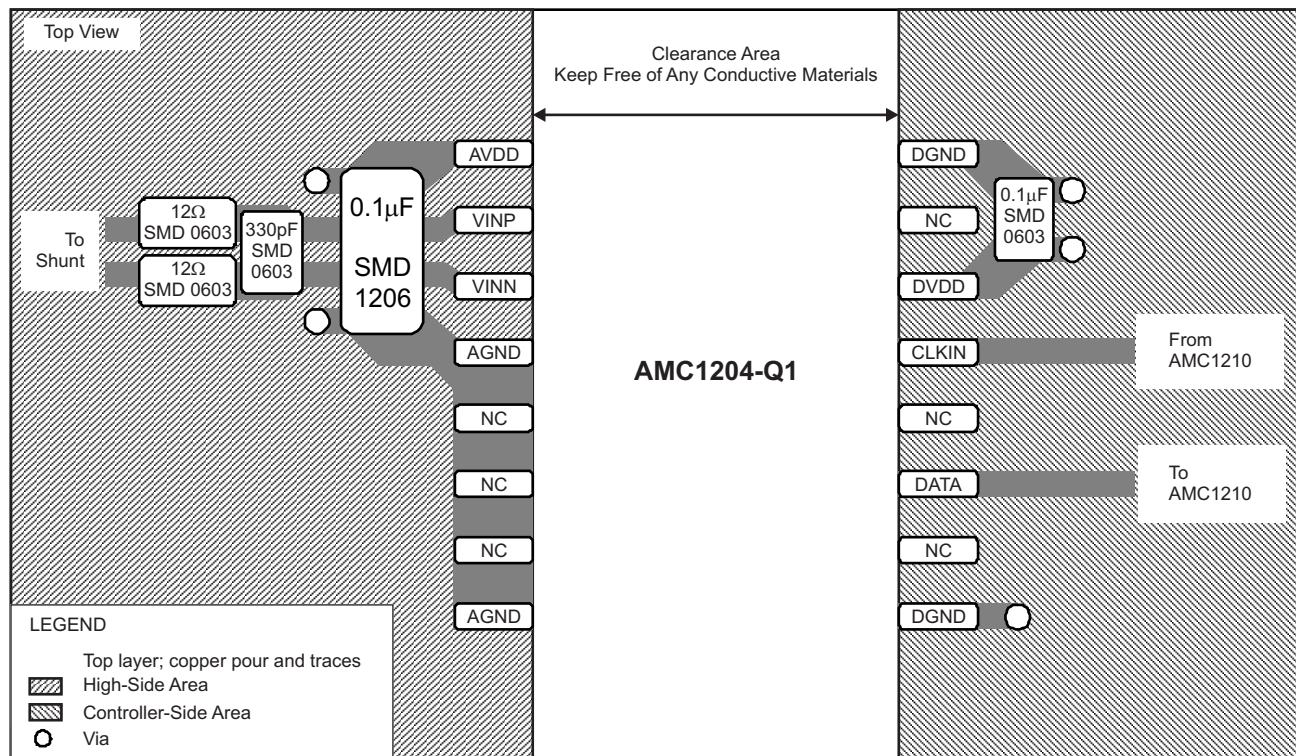 Top View
Clearance Area
Keep Free of Any Conductive Materials
AVDD
VINP
VINN
AGND
NC
NC
NC
AGND
0.1μF
SMD
1206
330pF
SMD
0603
12Ω
SMD 0603
12Ω
SMD 0603
To
Shunt
AMC1204-Q1
DGND
NC
DVDD
CLKIN
NC
DATA
NC
DGND
0.1μF
SMD
0603
From
AMC1210
To
AMC1210
LEGEND
Top layer; copper pour and traces
High-Side Area
Controller-Side Area
Via